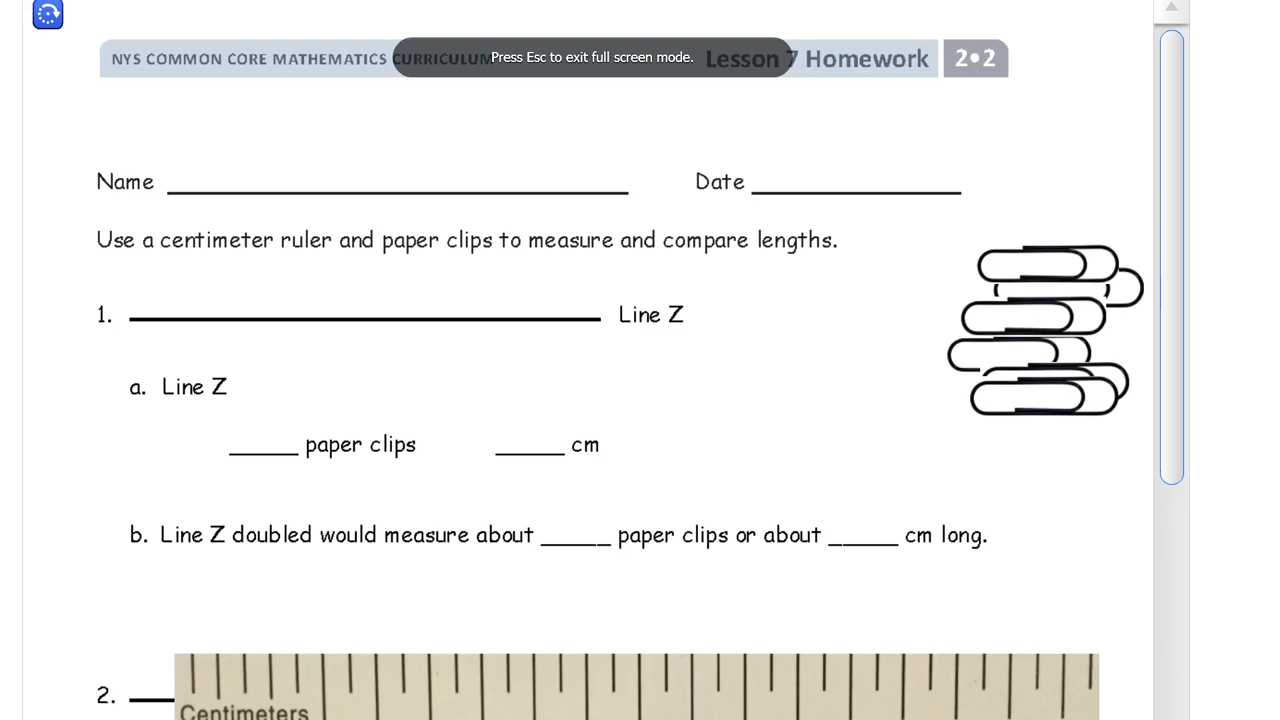 NYS COMMON CORE MATHEMATICS CURRICULUM Lesson 7 Homework 2•2
Press Esc to exit full screen mode.
Name Date
Use a centimeter ruler and paper clips to measure and compare lengths.
1. Line Z
a. Line Z
_____ paper clips _____ cm
b. Line Z doubled would measure about _____ paper clips or about _____ cm long.
2.
Centimeters